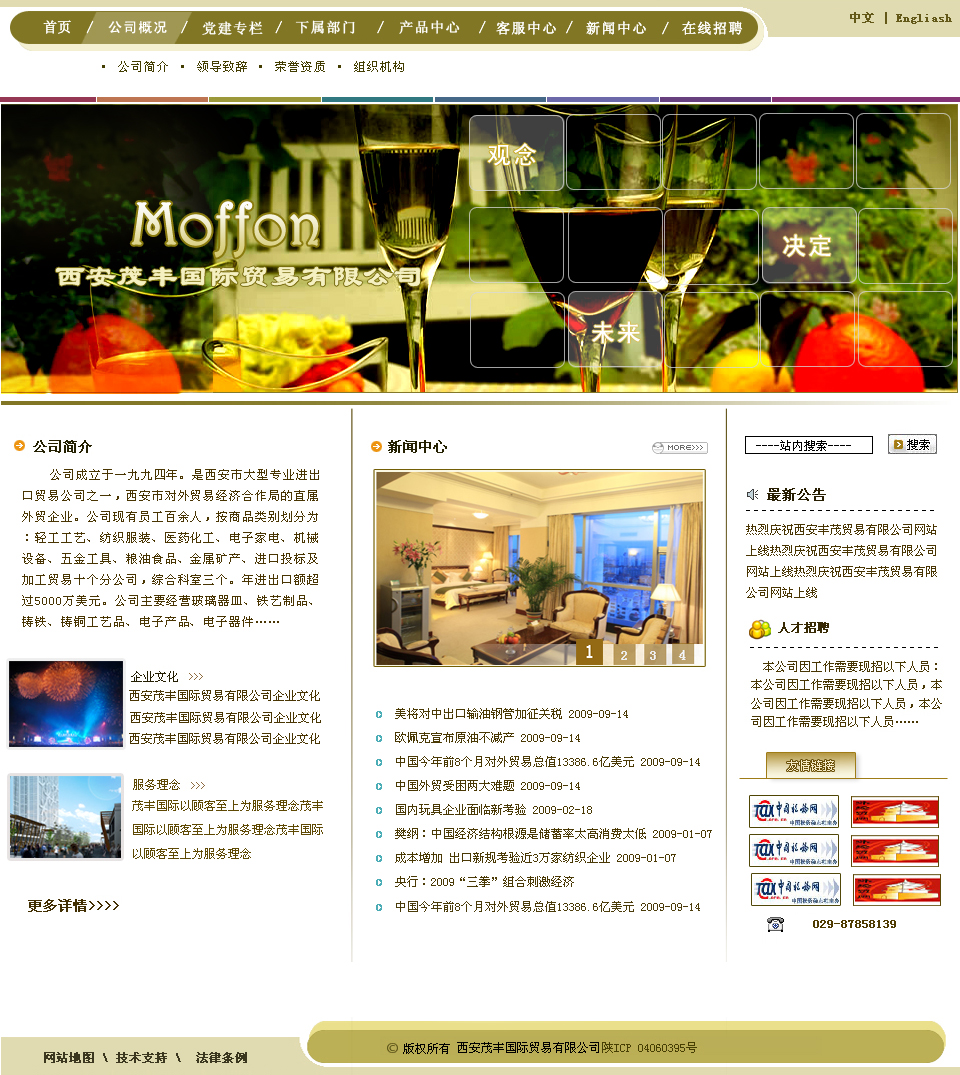 中文 | Engliash
首页 / 公司概况 / 党建专栏 / 下属部门 / 产品中心 / 客服中心 / 新闻中心 / 在线招聘
· 公司简介 · 领导致辞 · 荣誉资质 · 组织机构
观念
Moffon
西安茂丰国际贸易有限公司
决定
未来
公司简介
公司成立于一九九四年。是西安市大型专业进出
口贸易公司之一，西安市对外贸易经济合作局的直属
外贸企业。公司现有员工百余人，按商品类别划分为
：轻工工艺、纺织服装、医药化工、电子家电、机械
设备、五金工具、粮油食品、金属矿产、进口投标及
加工贸易十个分公司，综合科室三个。年进出口额超
过5000万美元。公司主要经营玻璃器皿、铁艺制品、
铸铁、铸铜工艺品、电子产品、电子器件……
企业文化 >>>
西安茂丰国际贸易有限公司企业文化
西安茂丰国际贸易有限公司企业文化
西安茂丰国际贸易有限公司企业文化
服务理念 >>>
茂丰国际以顾客至上为服务理念茂丰
国际以顾客至上为服务理念茂丰国际
以顾客至上为服务理念
更多详情>>>>
新闻中心
MORE>>>
1 2 3 4
美将对中出口输油钢管加征关税 2009-09-14
欧佩克宣布原油不减产 2009-09-14
中国今年前8个月对外贸易总值13386.6亿美元 2009-09-14
中国外贸受困两大难题 2009-09-14
国内玩具企业面临新考验 2009-02-18
樊纲：中国经济结构根源是储蓄率太高消费太低 2009-01-07
成本增加 出口新规考验近3万家纺织企业 2009-01-07
央行：2009“三拳”组合刺激经济
中国今年前8个月对外贸易总值13386.6亿美元 2009-09-14
----站内搜索----
搜索
最新公告
热烈庆祝西安丰茂贸易有限公司网站
上线热烈庆祝西安丰茂贸易有限公司
网站上线热烈庆祝西安丰茂贸易有限
公司网站上线
人才招聘
本公司因工作需要现招以下人员：
本公司因工作需要现招以下人员，本
公司因工作需要现招以下人员，本公
司因工作需要现招以下人员……
友情链接
TAX 中国税务网
TAX 中国税务网
TAX 中国税务网
029-87858139
网站地图 \ 技术支持 \ 法律条例
© 版权所有 西安茂丰国际贸易有限公司陕ICP 04060395号